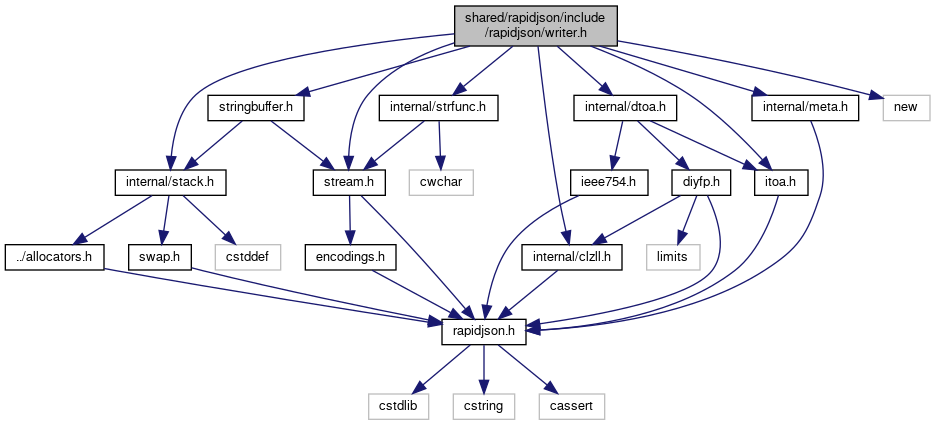 shared/rapidjson/include
/rapidjson/writer.h
stringbuffer.h
internal/strfunc.h
internal/dtoa.h
internal/meta.h
new
internal/stack.h
stream.h
cwchar
ieee754.h
diyfp.h
itoa.h
../allocators.h
swap.h
cstddef
encodings.h
internal/clzll.h
limits
rapidjson.h
cstdlib
cstring
cassert